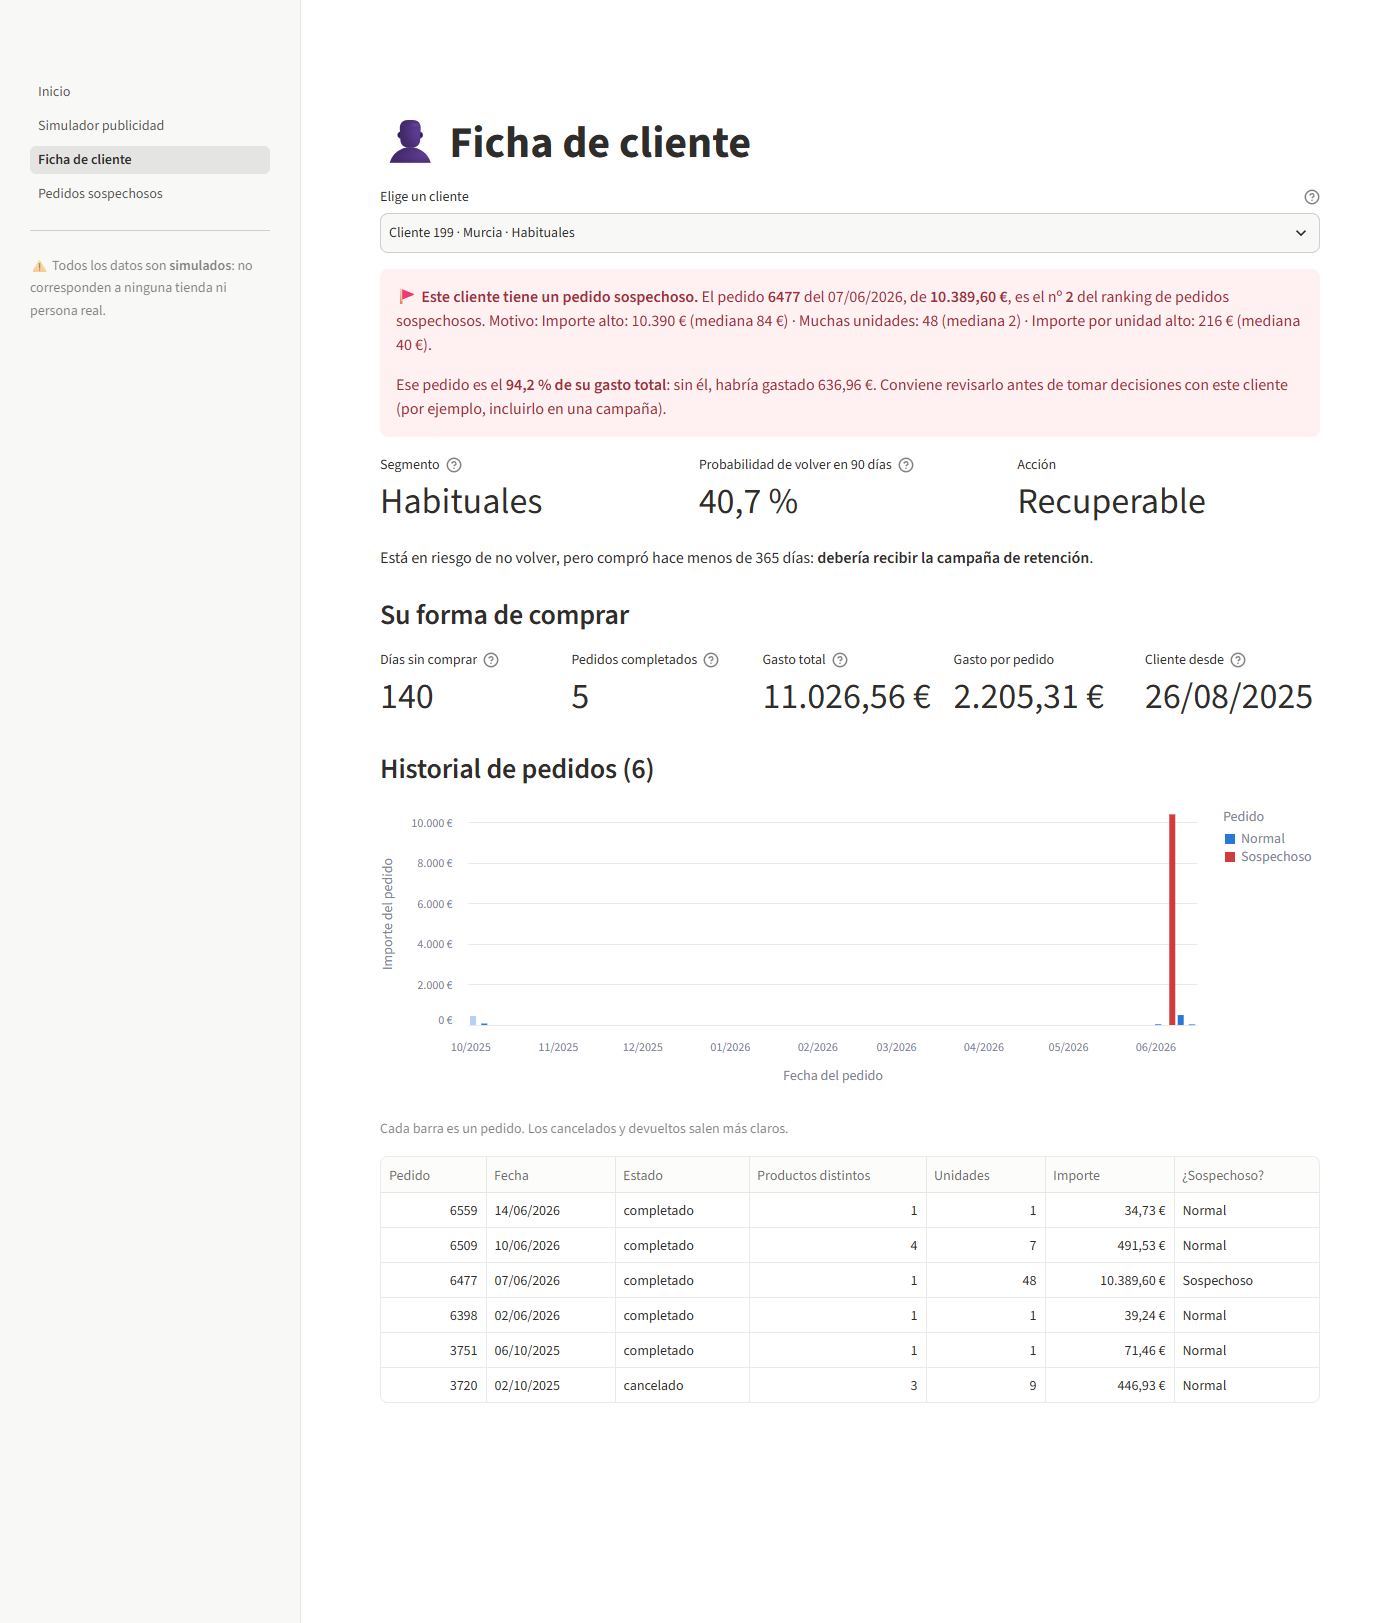 Inicio
Simulador publicidad
Ficha de cliente
Pedidos sospechosos
⚠️ Todos los datos son simulados: no
corresponden a ninguna tienda ni
persona real.
Ficha de cliente
Elige un cliente
Cliente 199 · Murcia · Habituales
Este cliente tiene un pedido sospechoso. El pedido 6477 del 07/06/2026, de 10.389,60 €, es el nº 2 del ranking de pedidos
sospechosos. Motivo: Importe alto: 10.390 € (mediana 84 €) · Muchas unidades: 48 (mediana 2) · Importe por unidad alto: 216 € (mediana
40 €).
Ese pedido es el 94,2 % de su gasto total: sin él, habría gastado 636,96 €. Conviene revisarlo antes de tomar decisiones con este cliente
(por ejemplo, incluirlo en una campaña).
Segmento Probabilidad de volver en 90 días Acción
Habituales 40,7 % Recuperable
Está en riesgo de no volver, pero compró hace menos de 365 días: debería recibir la campaña de retención.
Su forma de comprar
Días sin comprar Pedidos completados Gasto total Gasto por pedido Cliente desde
140 5 11.026,56 € 2.205,31 € 26/08/2025
Historial de pedidos (6)
Pedido
Normal
Sospechoso
Importe del pedido
10.000 €
8.000 €
6.000 €
4.000 €
2.000 €
0 €
10/2025 11/2025 12/2025 01/2026 02/2026 03/2026 04/2026 05/2026 06/2026
Fecha del pedido
Cada barra es un pedido. Los cancelados y devueltos salen más claros.
Pedido Fecha Estado Productos distintos Unidades Importe ¿Sospechoso?
6559 14/06/2026 completado 1 1 34,73 € Normal
6509 10/06/2026 completado 4 7 491,53 € Normal
6477 07/06/2026 completado 1 48 10.389,60 € Sospechoso
6398 02/06/2026 completado 1 1 39,24 € Normal
3751 06/10/2025 completado 1 1 71,46 € Normal
3720 02/10/2025 cancelado 3 9 446,93 € Normal